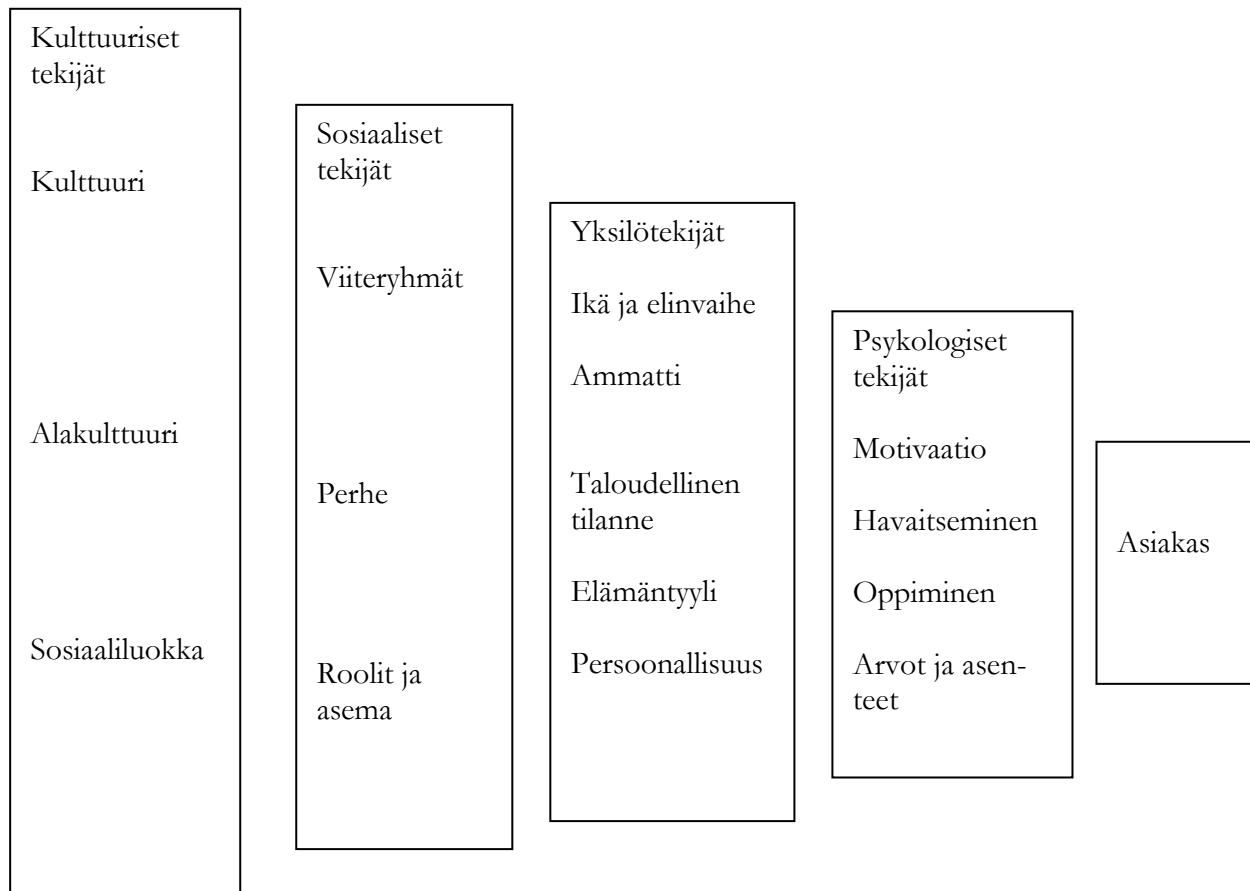 Kulttuuriset
tekijät
Kulttuuri
Alakulttuuri
Sosiaaliluokka
Sosiaaliset
tekijät
Viiteryhmät
Perhe
Roolit ja
asema
Yksilötekijät
Ikä ja elinvaihe
Ammatti
Taloudellinen
tilanne
Elämäntyyli
Persoonallisuus
Psykologiset
tekijät
Motivaatio
Havaitseminen
Oppiminen
Arvot ja asen-
teet
Asiakas